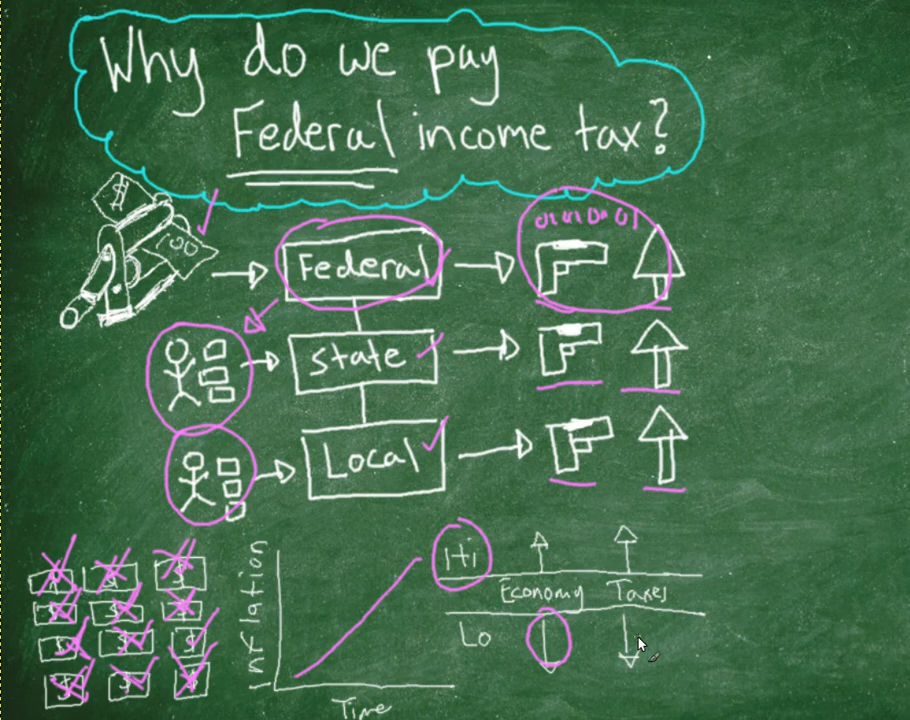 Why do we pay
Federal income tax?
$
Federal
State
Local
Inflation
Time
Hi
Economy Taxes
Lo